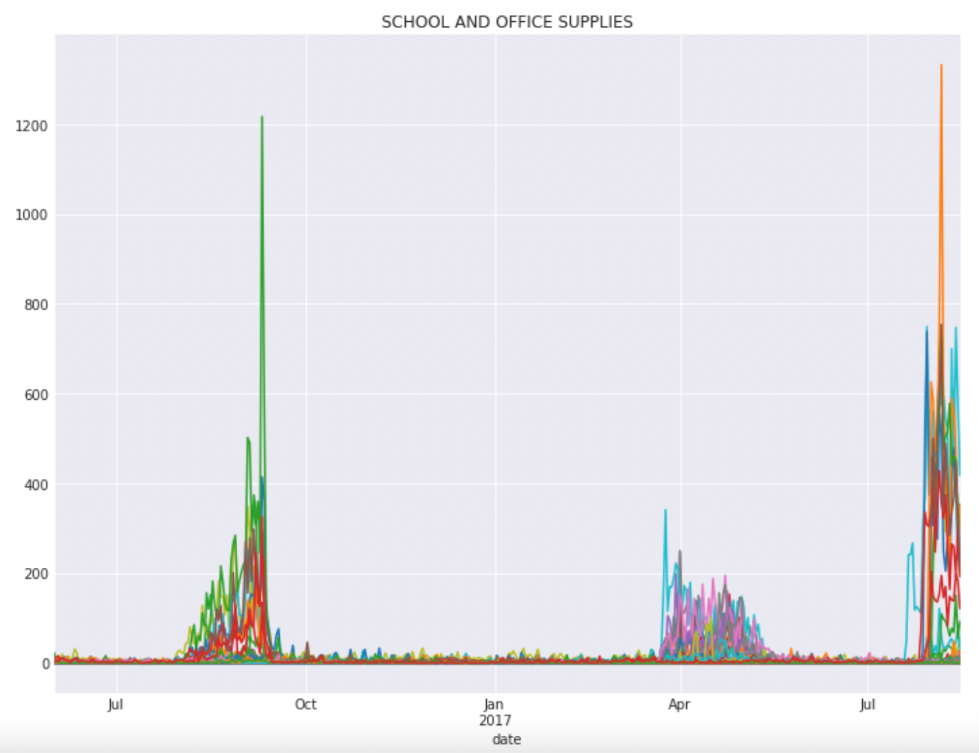 SCHOOL AND OFFICE SUPPLIES
1200
1000
800
600
400
200
0
Jul
Oct
Jan
2017
Apr
Jul
date